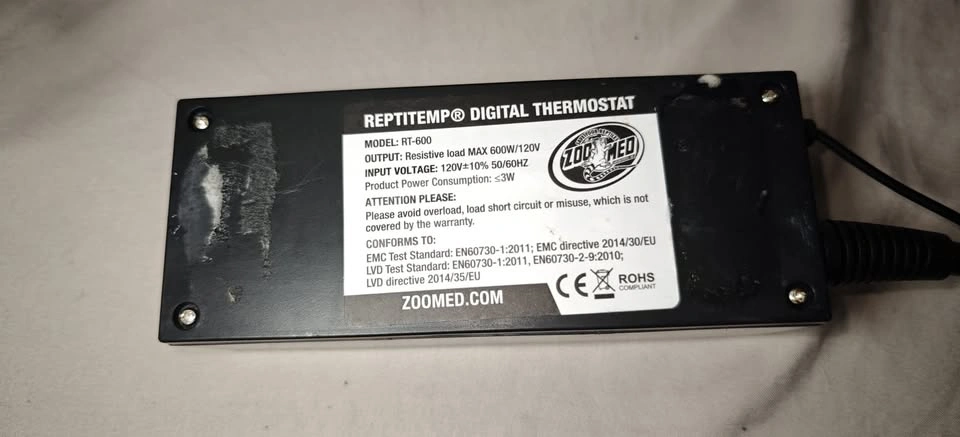 REPTITEMP® DIGITAL THERMOSTAT
MODEL: RT-600
OUTPUT: Resistive load MAX 600W/120V
INPUT VOLTAGE: 120V±10% 50/60HZ
Product Power Consumption: ≤3W
ZOO MED
ATTENTION PLEASE:
Please avoid overload, load short circuit or misuse, which is not
covered by the warranty.
CONFORMS TO:
EMC Test Standard: EN60730-1:2011; EMC directive 2014/30/EU
LVD Test Standard: EN60730-1:2011, EN60730-2-9:2010;
LVD directive 2014/35/EU
CE
ROHS
COMPLIANT
ZOOMED.COM